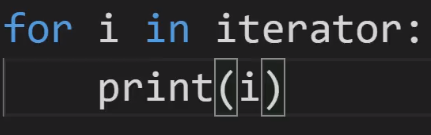 for i in iterator:
    print(i)